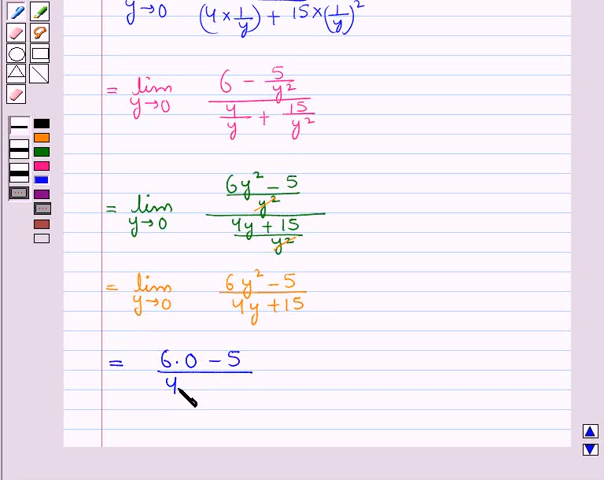 y→0 (4 × 1/y) + 15 × (1/y)²
= lim y→0 (6 − 5/y²) / (4/y + 15/y²)
= lim y→0 ((6y² − 5)/y²) / ((4y + 15)/y²)
= lim y→0 (6y² − 5) / (4y + 15)
= (6·0 − 5) / 4